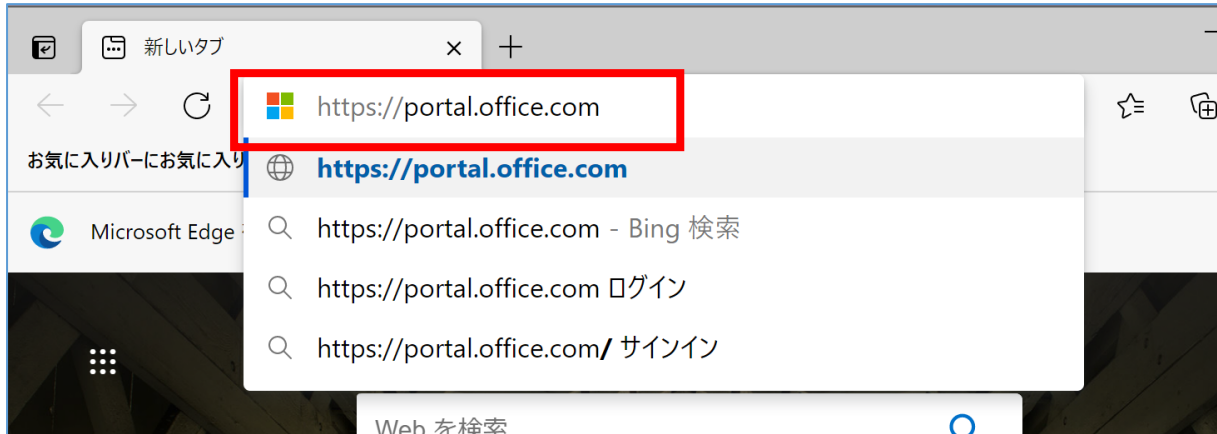 新しいタブ
https://portal.office.com
お気に入りバーにお気に入り
https://portal.office.com
Microsoft Edge
https://portal.office.com - Bing 検索
https://portal.office.com ログイン
https://portal.office.com/ サインイン
Web を検索